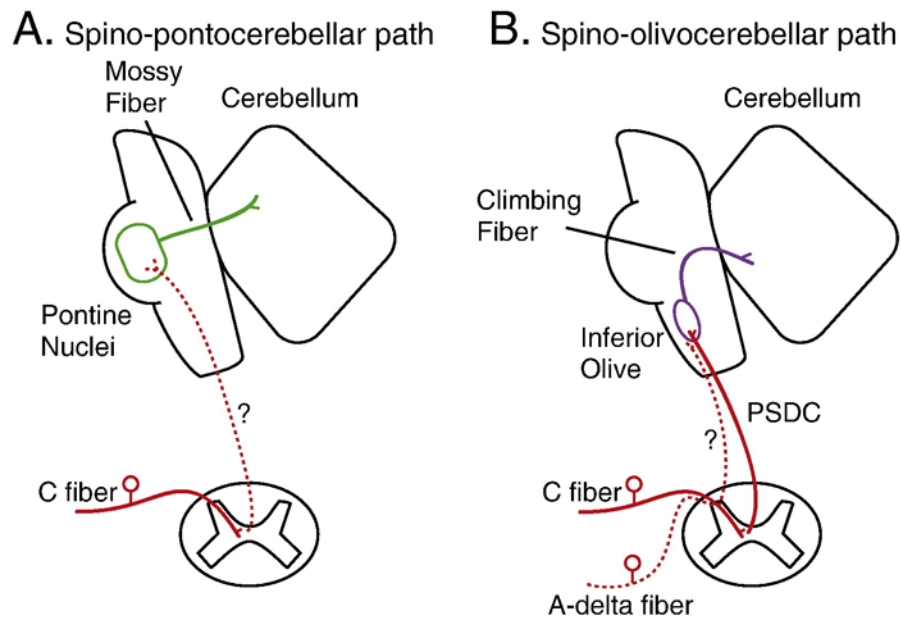 A. Spino-pontocerebellar path
Mossy
Fiber
Cerebellum
Pontine
Nuclei
?
C fiber
B. Spino-olivocerebellar path
Cerebellum
Climbing
Fiber
Inferior
Olive
PSDC
?
C fiber
A-delta fiber